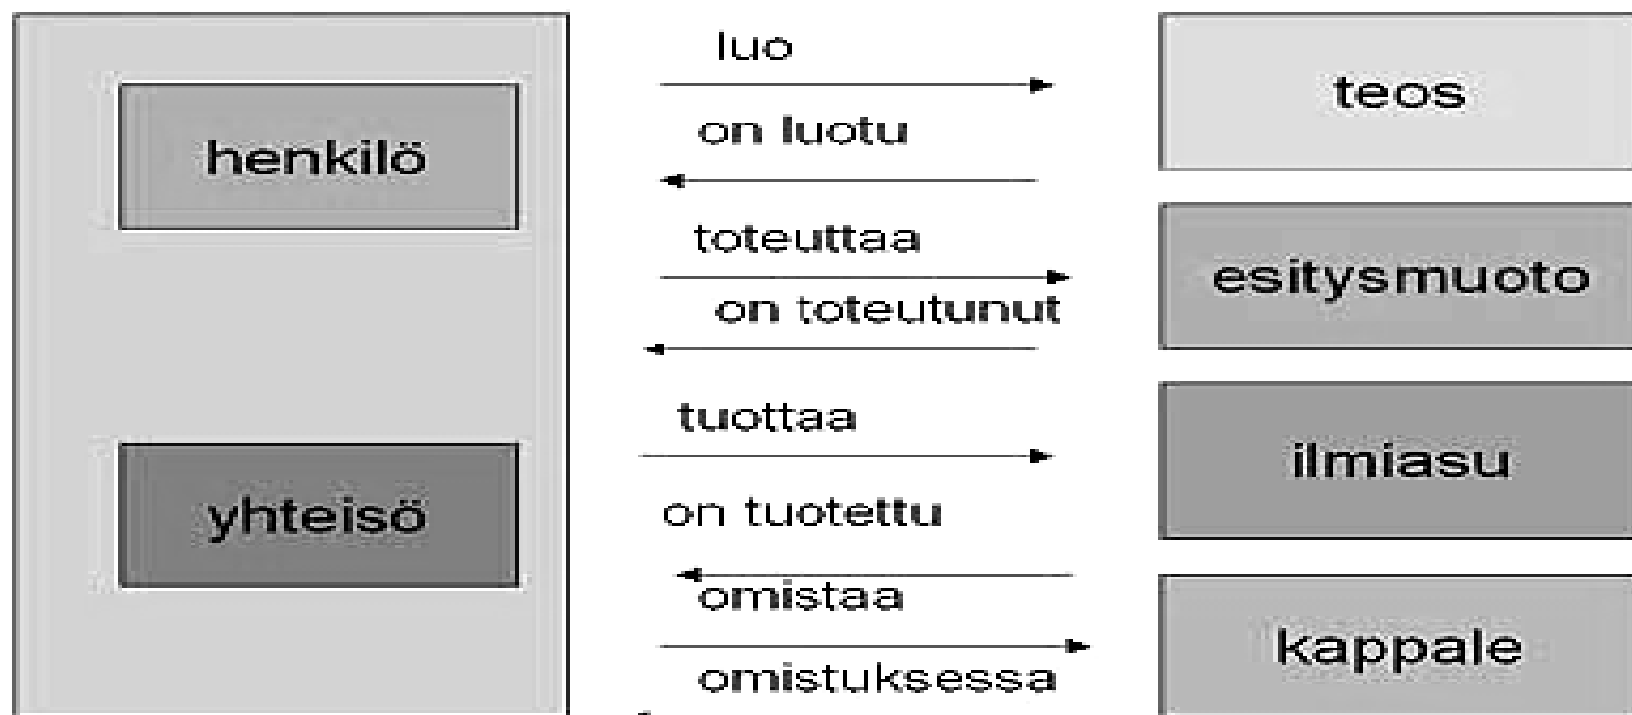 henkilö
yhteisö
luo
on luotu
toteuttaa
on toteutunut
tuottaa
on tuotettu
omistaa
omistuksessa
teos
esitysmuoto
ilmiasu
kappale